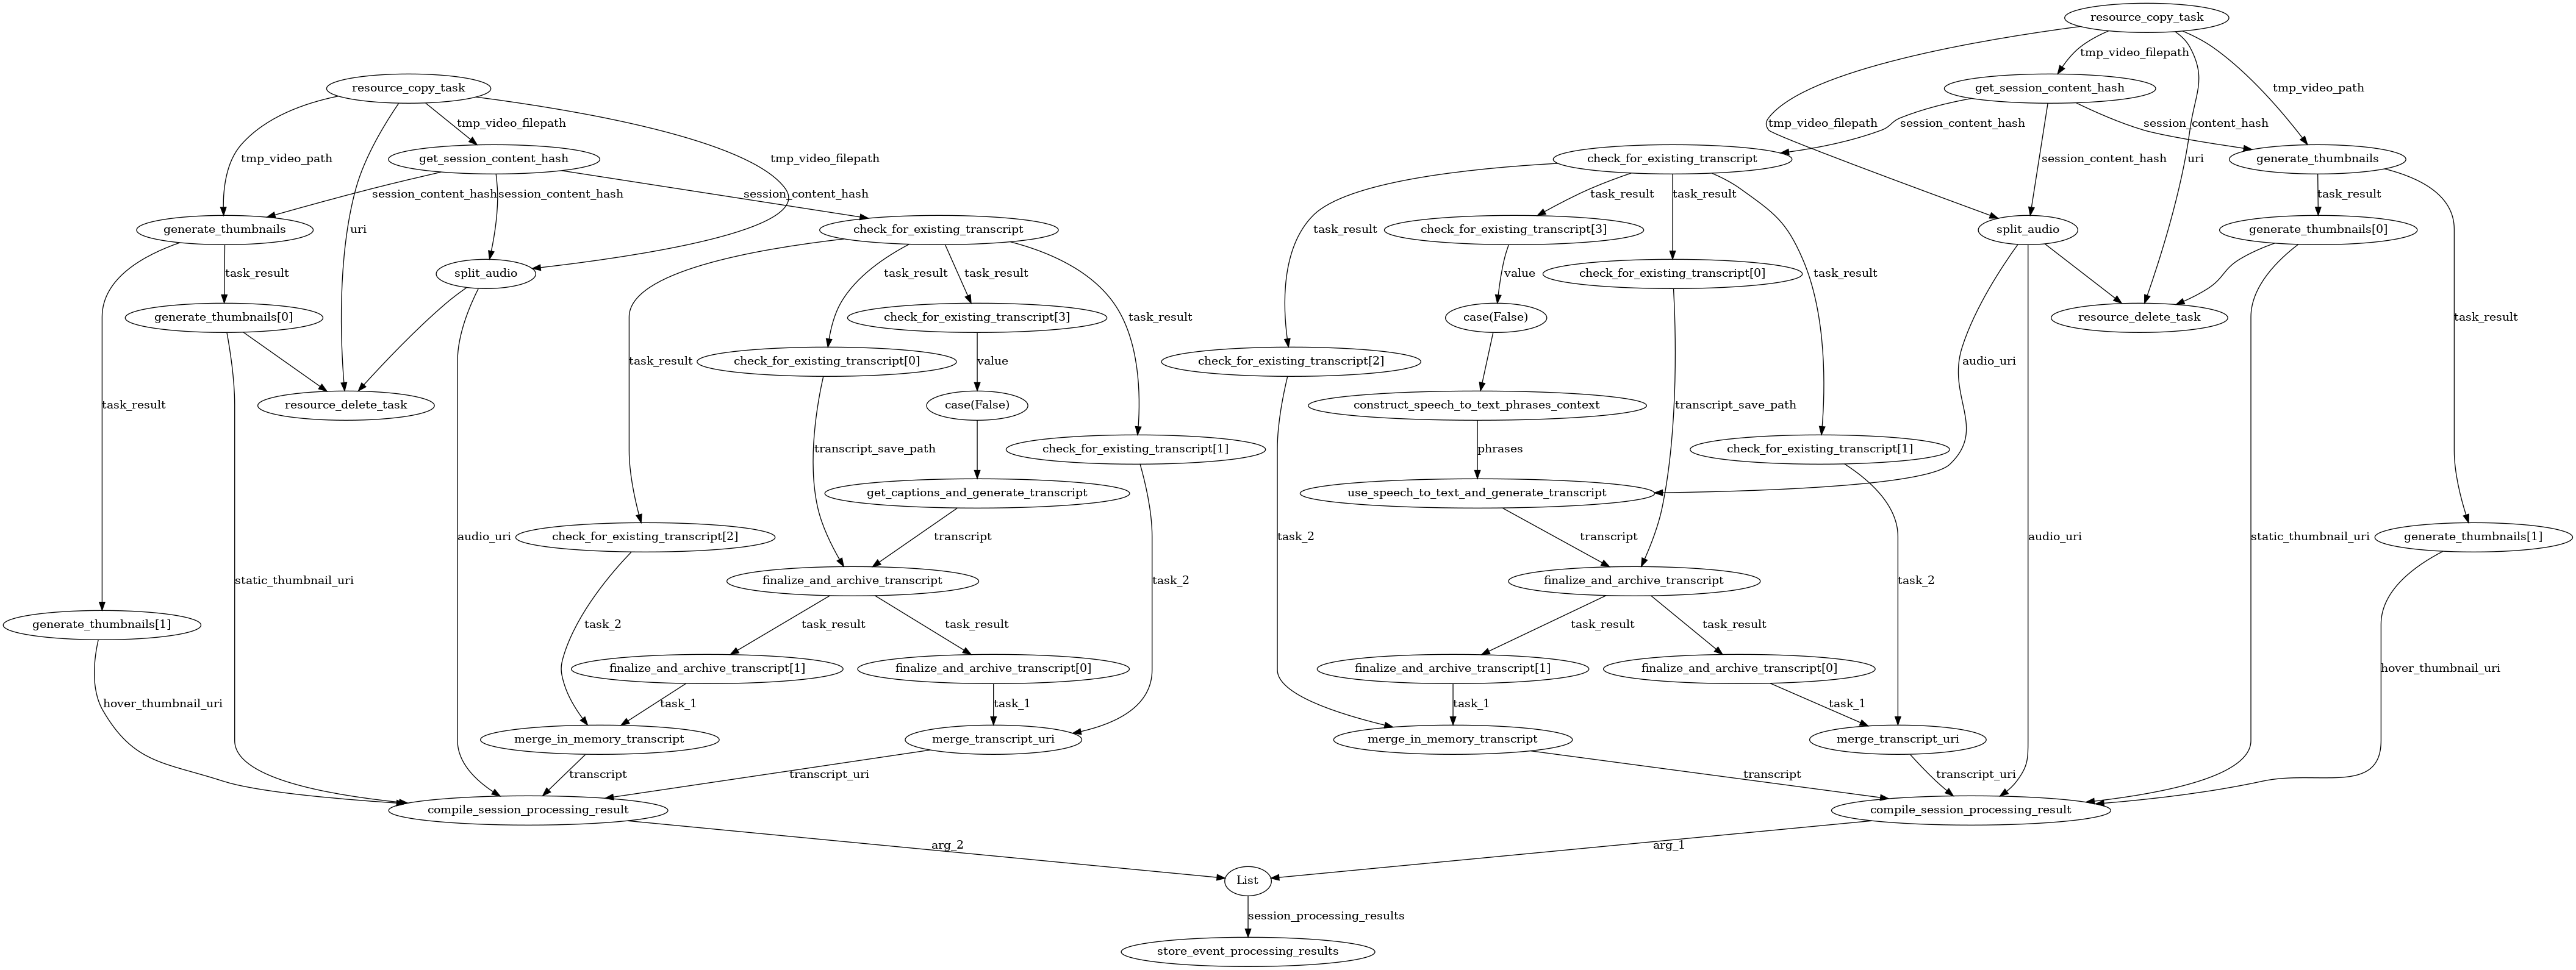 resource_copy_task
tmp_video_filepath
resource_copy_task
get_session_content_hash
tmp_video_path
tmp_video_filepath
tmp_video_filepath
session_content_hash
session_content_hash
get_session_content_hash
check_for_existing_transcript
generate_thumbnails
tmp_video_path
tmp_video_filepath
session_content_hash
uri
session_content_hash
session_content_hash
session_content_hash
task_result
task_result
task_result
generate_thumbnails
uri
check_for_existing_transcript
task_result
check_for_existing_transcript[3]
split_audio
generate_thumbnails[0]
task_result
split_audio
task_result
task_result
value
check_for_existing_transcript[0]
task_result
generate_thumbnails[0]
check_for_existing_transcript[3]
task_result
case(False)
resource_delete_task
task_result
task_result
check_for_existing_transcript[0]
value
check_for_existing_transcript[2]
audio_uri
task_result
resource_delete_task
case(False)
construct_speech_to_text_phrases_context
transcript_save_path
transcript_save_path
check_for_existing_transcript[1]
phrases
check_for_existing_transcript[1]
get_captions_and_generate_transcript
use_speech_to_text_and_generate_transcript
audio_uri
check_for_existing_transcript[2]
transcript
task_2
transcript
audio_uri
static_thumbnail_uri
generate_thumbnails[1]
static_thumbnail_uri
finalize_and_archive_transcript
task_2
finalize_and_archive_transcript
task_2
generate_thumbnails[1]
task_2
task_result
task_result
task_result
task_result
finalize_and_archive_transcript[1]
finalize_and_archive_transcript[0]
finalize_and_archive_transcript[1]
finalize_and_archive_transcript[0]
hover_thumbnail_uri
hover_thumbnail_uri
task_1
task_1
task_1
task_1
merge_in_memory_transcript
merge_transcript_uri
merge_in_memory_transcript
merge_transcript_uri
transcript
transcript_uri
transcript
transcript_uri
compile_session_processing_result
compile_session_processing_result
arg_2
arg_1
List
session_processing_results
store_event_processing_results